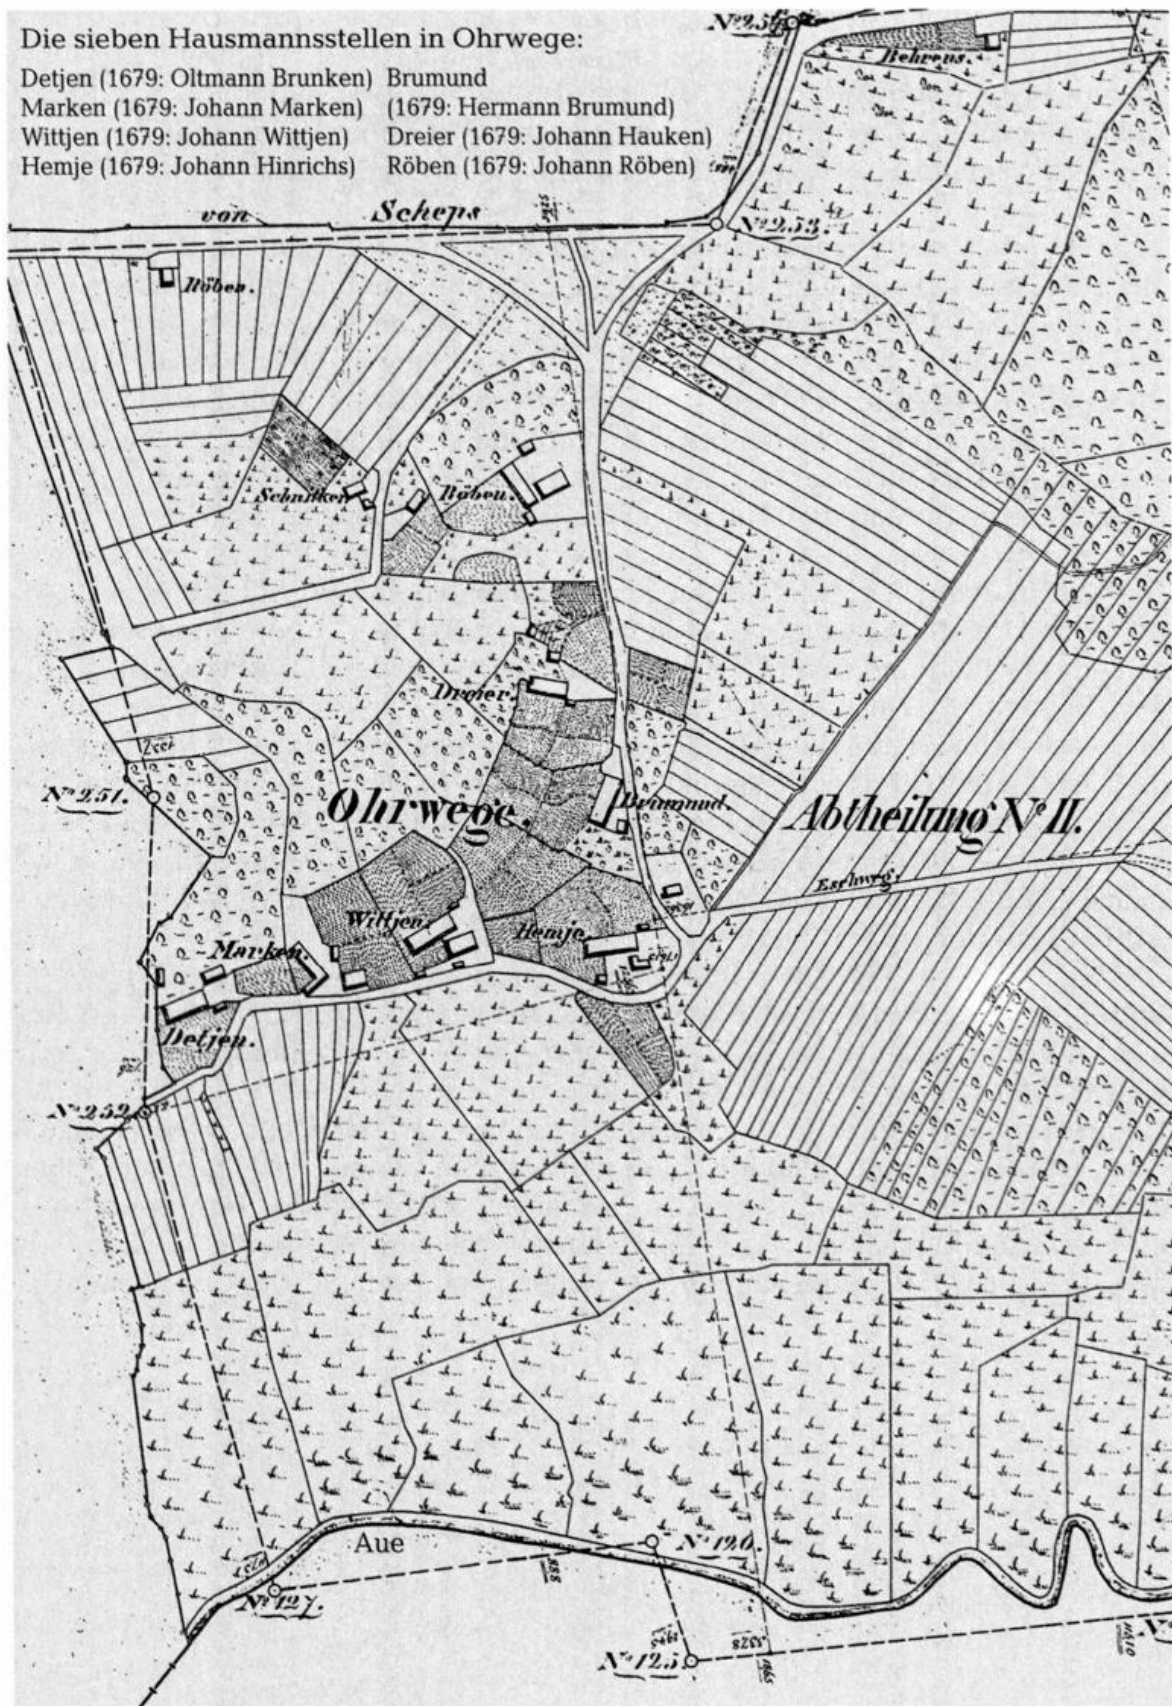 Die sieben Hausmannsstellen in Ohrwege:
Detjen (1679: Oltmann Brunken) Brumund
Marken (1679: Johann Marken) (1679: Hermann Brumund)
Wittjen (1679: Johann Wittjen) Dreier (1679: Johann Hauken)
Hemje (1679: Johann Hinrichs) Röben (1679: Johann Röben)
Behrens.
von Scheps
No 253.
Röben.
Röben.
Dreier.
No 251.
Ohrwege.
Brumund.
Abtheilung No II.
Eschweg.
Wittjen.
Hemje.
Marken.
Detjen.
No 252
Aue
No 126.
888
No 127.
No 125.